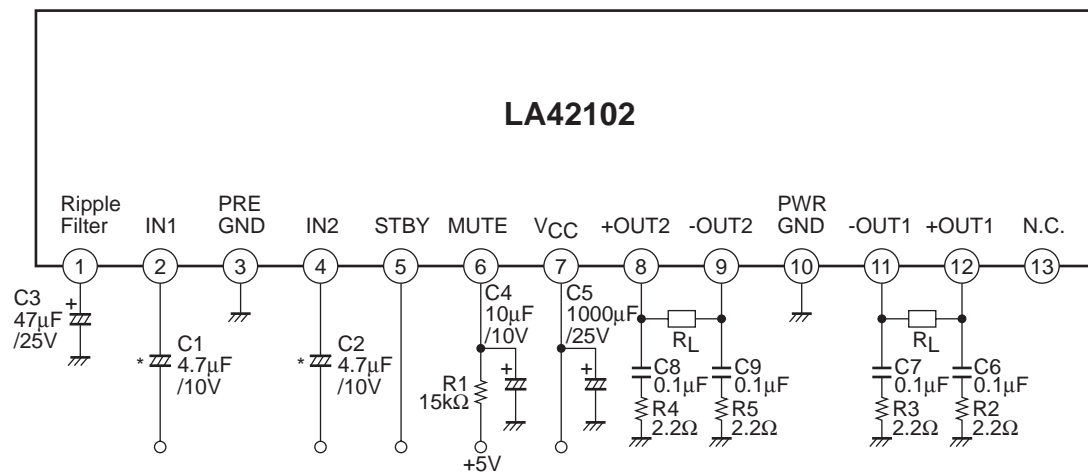 LA42102
Ripple
Filter
IN1
PRE
GND
IN2
STBY
MUTE
VCC
+OUT2
-OUT2
PWR
GND
-OUT1
+OUT1
N.C.
1
2
3
4
5
6
7
8
9
10
11
12
13
C3
47µF
/25V
+
* C1
4.7µF
/10V
* C2
4.7µF
/10V
C4
10µF
/10V
+
R1
15kΩ
+5V
C5
1000µF
/25V
+
RL
C8
0.1µF
R4
2.2Ω
C9
0.1µF
R5
2.2Ω
RL
C7
0.1µF
R3
2.2Ω
C6
0.1µF
R2
2.2Ω